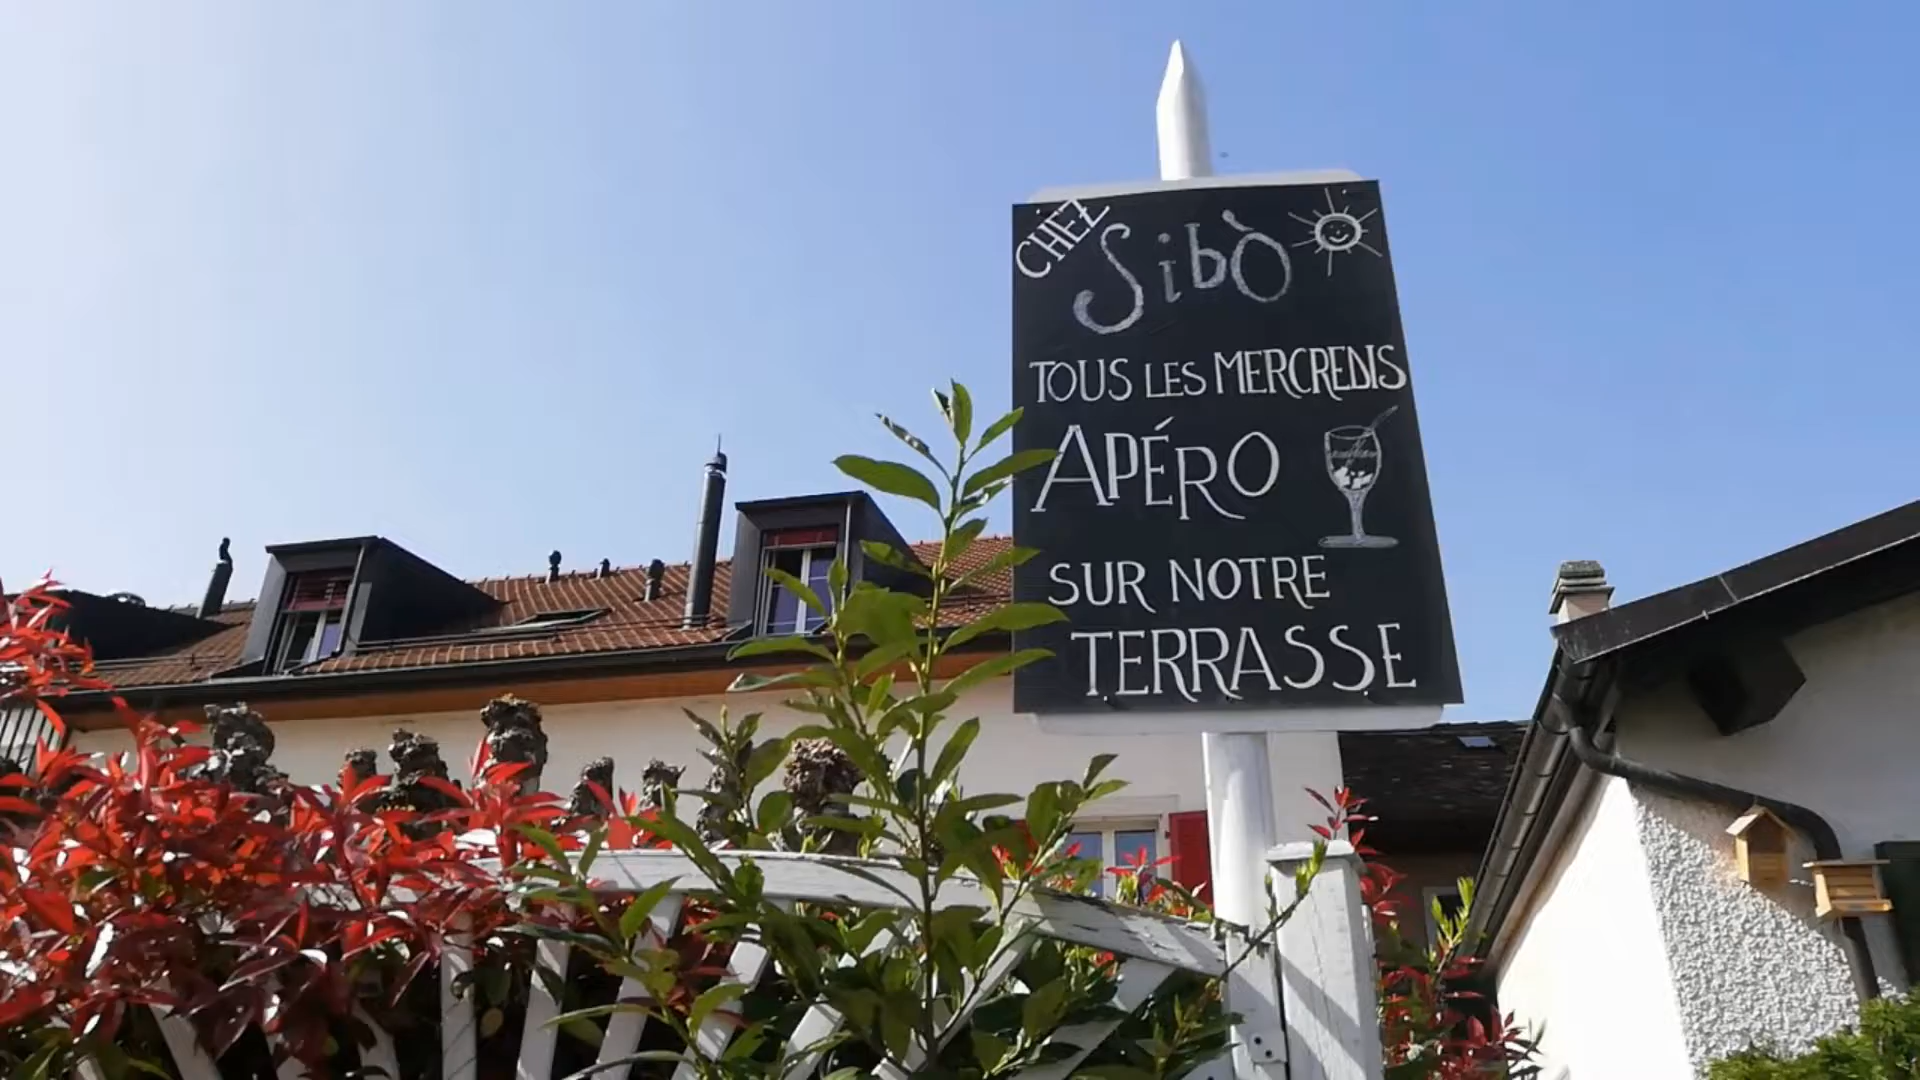 CHEZ
Sibò
TOUS LES MERCREDIS
APÉRO
SUR NOTRE
TERRASSE